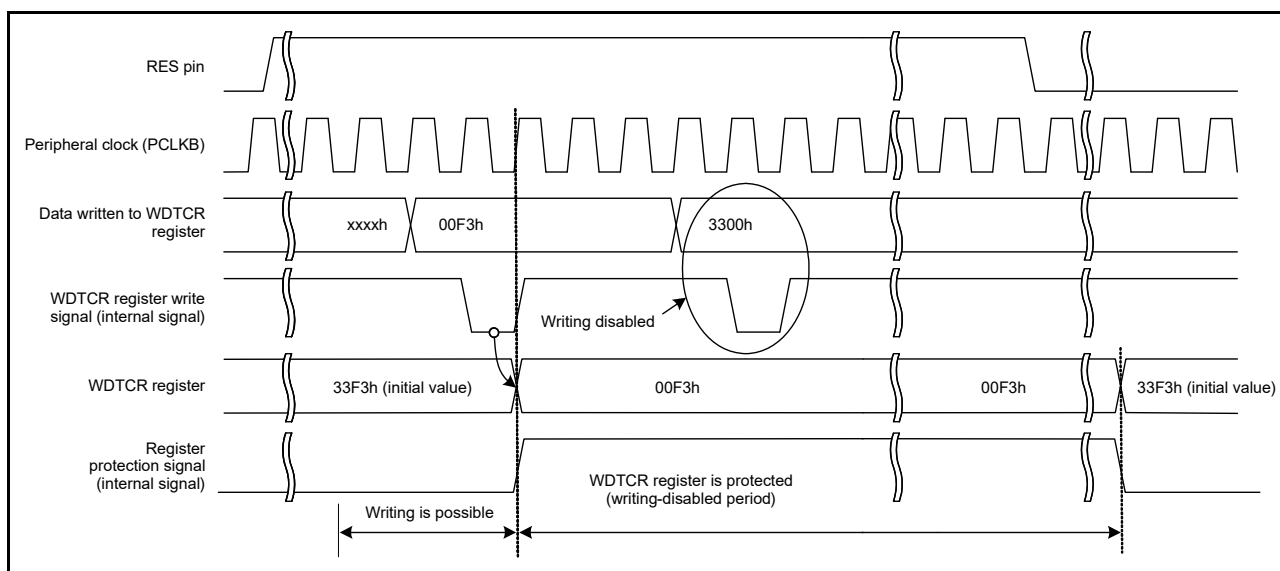 RES pin
Peripheral clock (PCLKB)
Data written to WDTCR
register
xxxxh
00F3h
3300h
WDTCR register write
signal (internal signal)
Writing disabled
WDTCR register
33F3h (initial value)
00F3h
00F3h
33F3h (initial value)
Register
protection signal
(internal signal)
WDTCR register is protected
(writing-disabled period)
Writing is possible